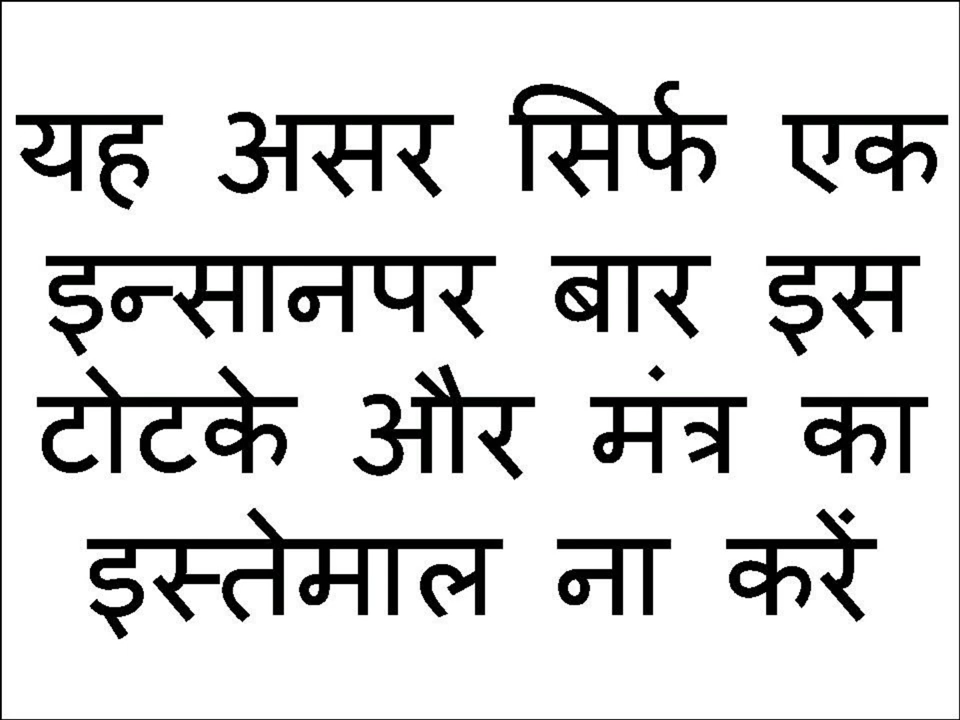 यह असर सिर्फ एक
इन्सानपर बार इस
टोटके और मंत्र का
इस्तेमाल ना करें